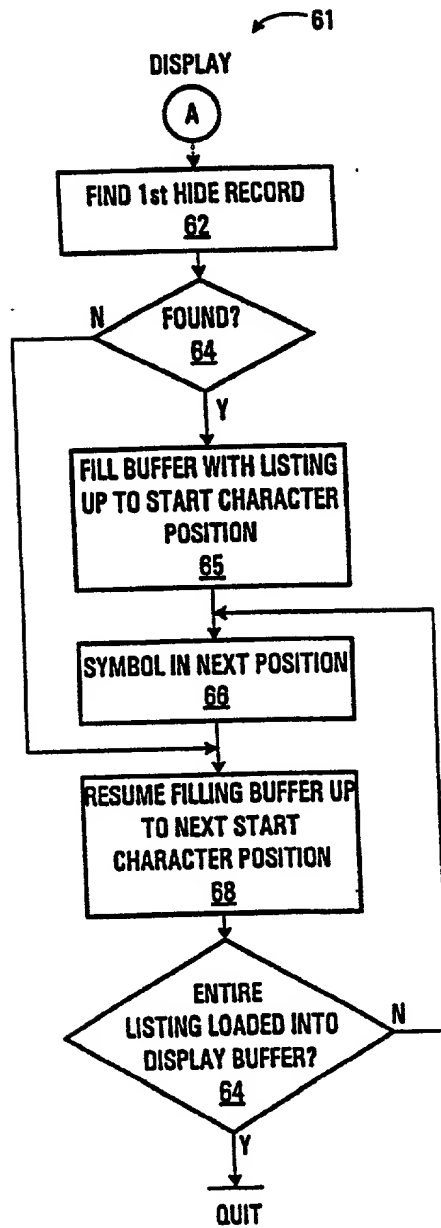 61
DISPLAY
A
FIND 1st HIDE RECORD
62
N
FOUND?
64
Y
FILL BUFFER WITH LISTING
UP TO START CHARACTER
POSITION
65
SYMBOL IN NEXT POSITION
66
RESUME FILLING BUFFER UP
TO NEXT START
CHARACTER POSITION
68
ENTIRE
LISTING LOADED INTO
DISPLAY BUFFER?
64
N
Y
QUIT